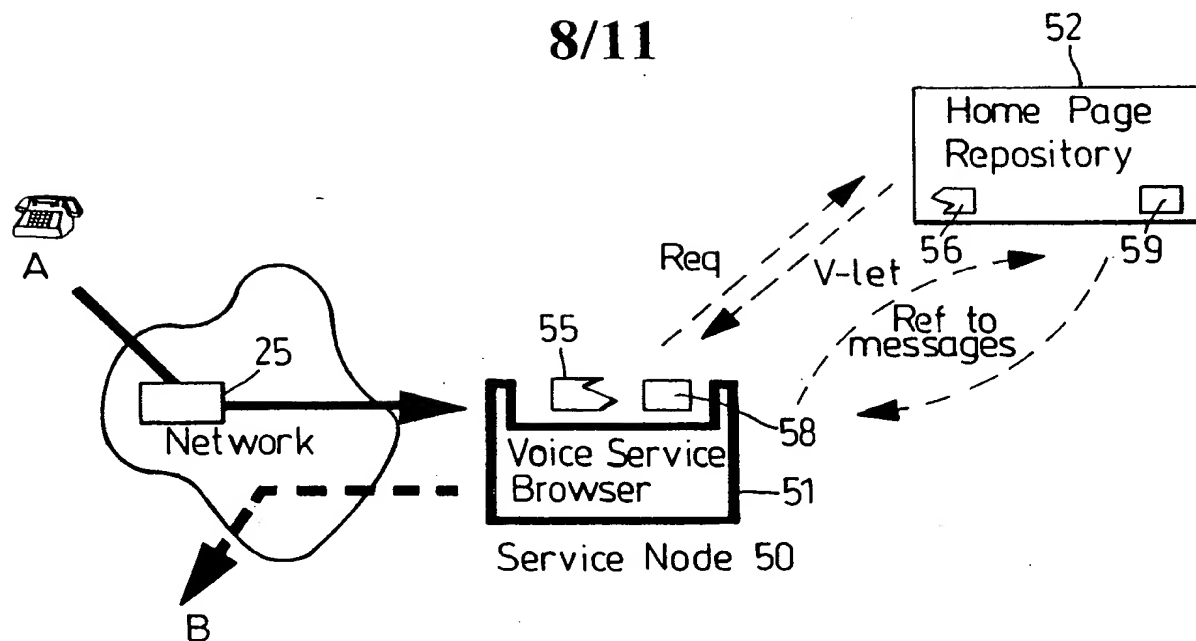 8/11
52
Home Page
Repository
56
59
A
Req
V-let
Ref to
messages
25
Network
55
58
Voice Service
Browser
51
Service Node 50
B